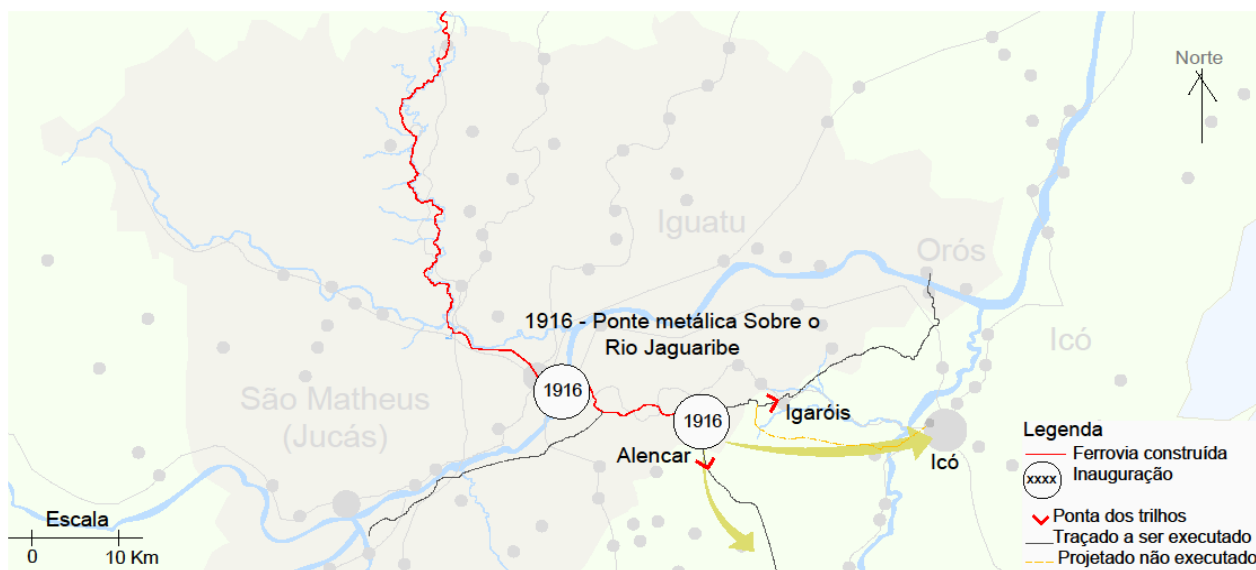 Norte
Iguatu
Orós
1916 - Ponte metálica Sobre o
Rio Jaguaribe
Icó
São Matheus
(Jucás)
1916
1916
Igaróis
Alencar
Icó
Escala
0 10 Km
Legenda
Ferrovia construída
xxxx Inauguração
Ponta dos trilhos
Traçado a ser executado
Projetado não executado